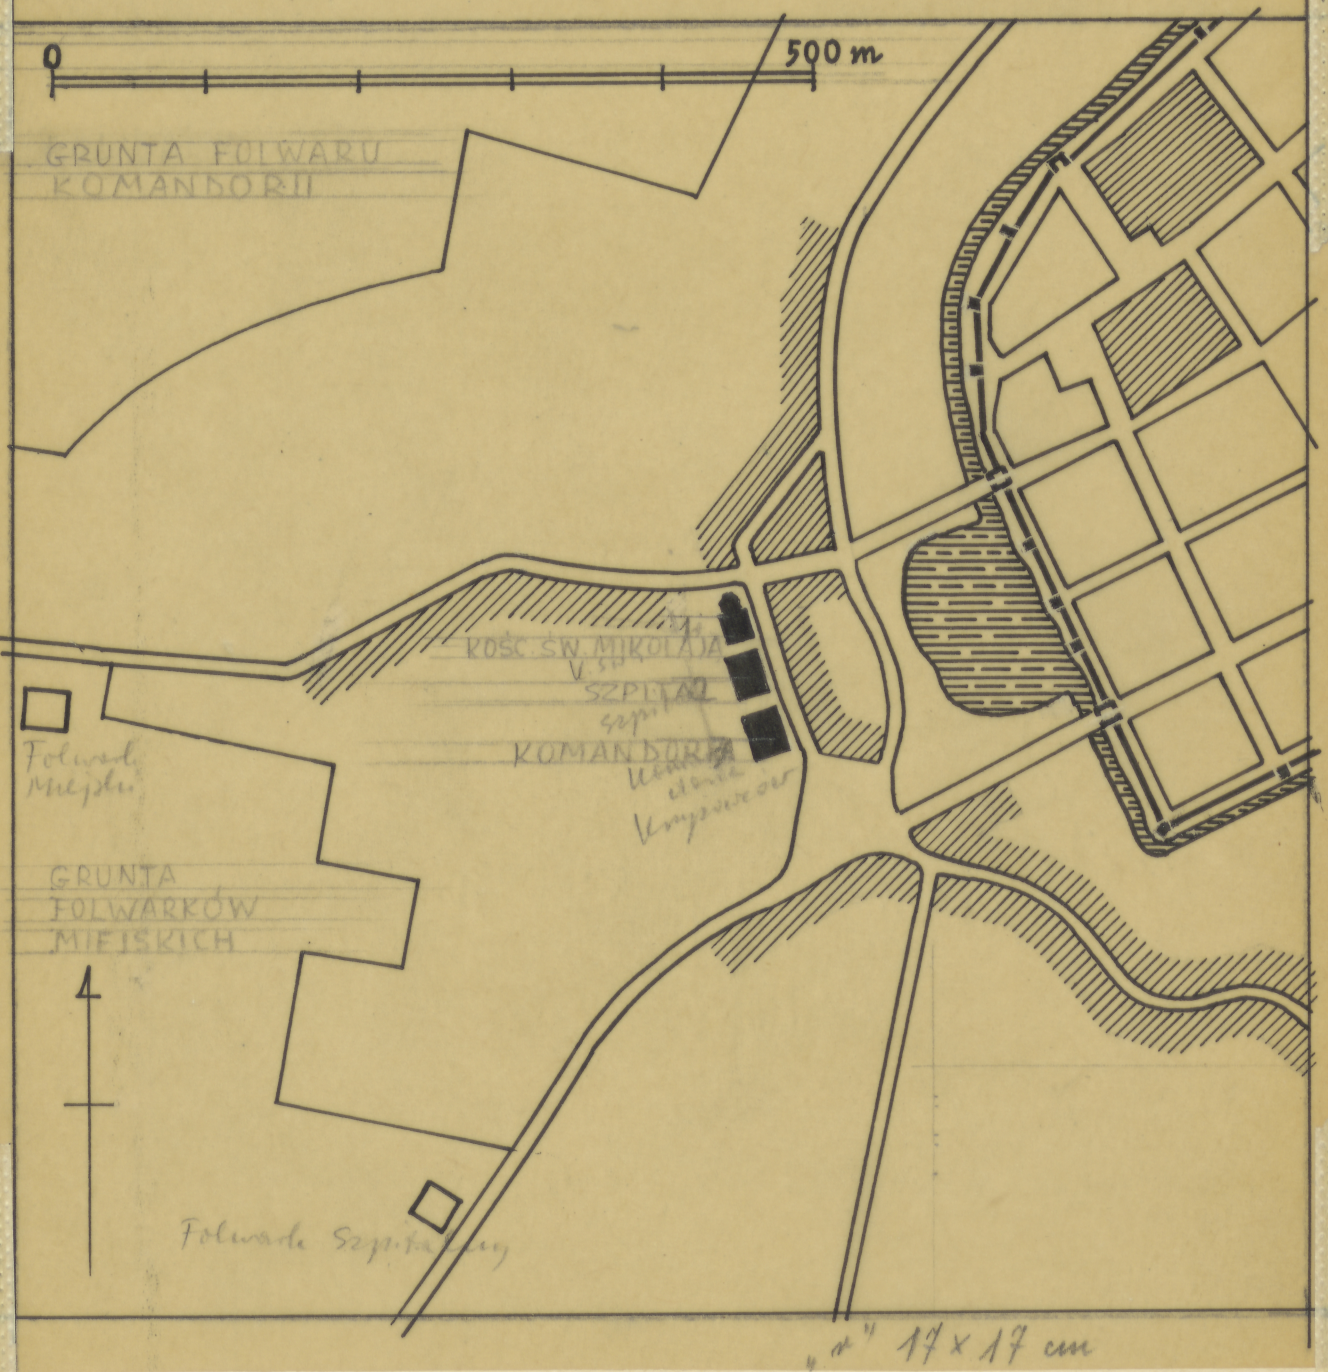 0 500 m
GRUNTA FOLWARU
KOMANDORII
KOŚC. ŚW. MIKOŁAJA
SZPITAL
szpital
KOMANDORIA
Folwark
Miejski
GRUNTA
FOLWARKÓW
MIEJSKICH
Folwark Szpitalny
17 x 17 cm